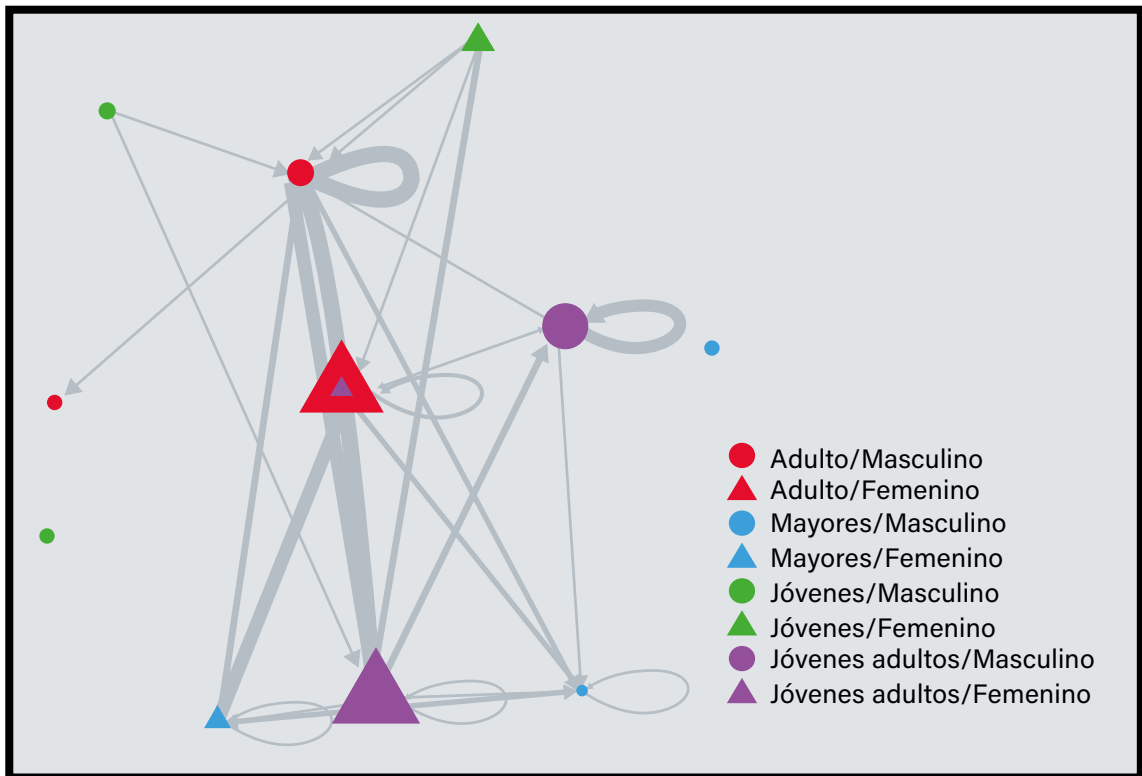 Adulto/Masculino
Adulto/Femenino
Mayores/Masculino
Mayores/Femenino
Jóvenes/Masculino
Jóvenes/Femenino
Jóvenes adultos/Masculino
Jóvenes adultos/Femenino